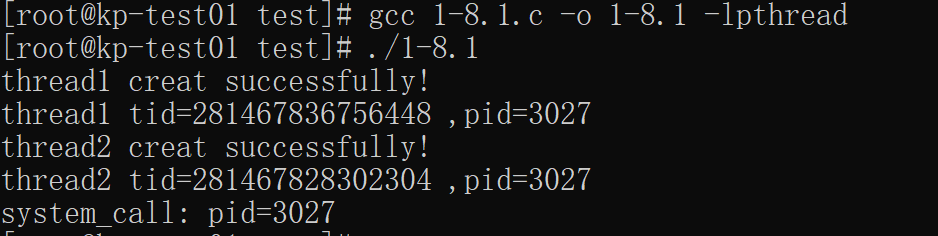 [root@kp-test01 test]# gcc 1-8.1.c -o 1-8.1 -lpthread
[root@kp-test01 test]# ./1-8.1
thread1 creat successfully!
thread1 tid=281467836756448 ,pid=3027
thread2 creat successfully!
thread2 tid=281467828302304 ,pid=3027
system_call: pid=3027